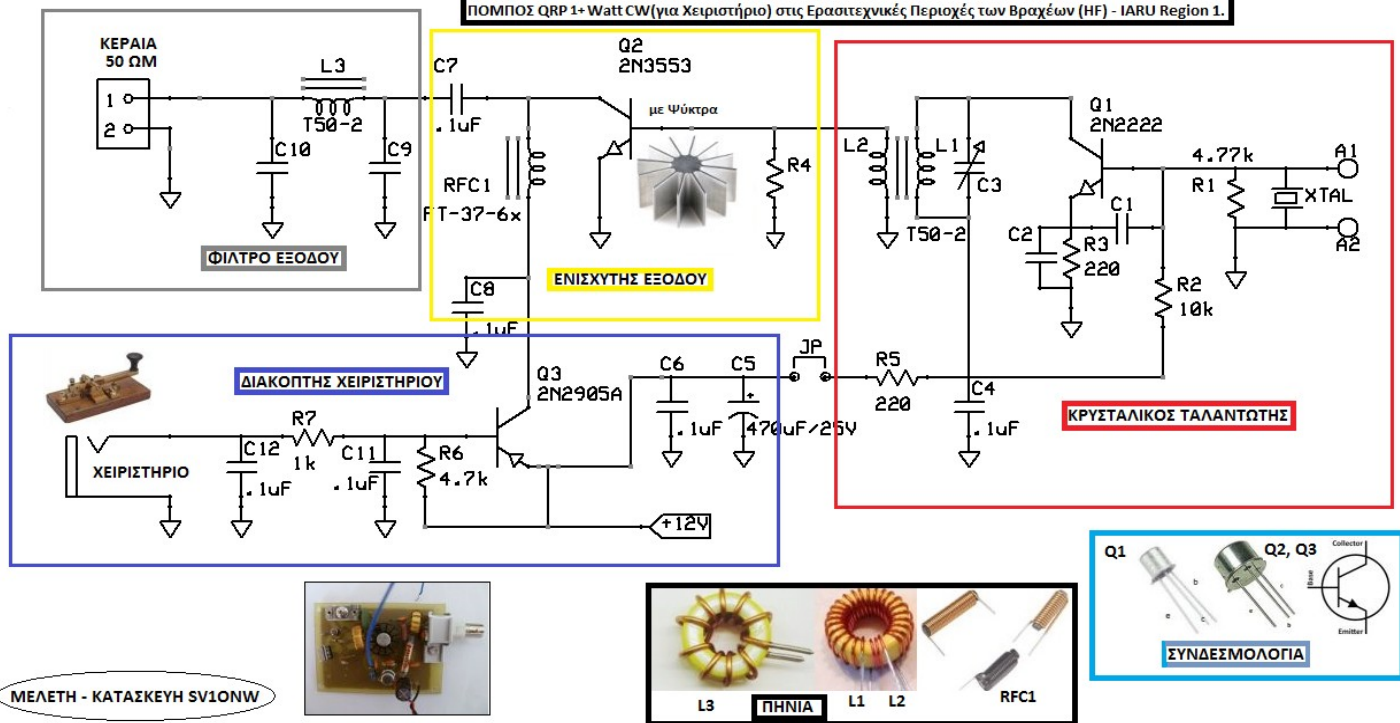 ΠΟΜΠΟΣ QRP 1+ Watt CW(για Χειριστήριο) στις Ερασιτεχνικές Περιοχές των Βραχέων (HF) - IARU Region 1.
ΚΕΡΑΙΑ
50 ΩΜ
1
2
L3
T50-2
C10
C9
ΦΙΛΤΡΟ ΕΞΟΔΟΥ
C7
.1uF
Q2
2N3553
με Ψύκτρα
RFC1
FT-37-6x
R4
C8
.1uF
ΕΝΙΣΧΥΤΗΣ ΕΞΟΔΟΥ
L2
L1
T50-2
C3
Q1
2N2222
4.77k
R1
A1
XTAL
A2
C1
C2
R3
220
R2
10k
JP
R5
220
C4
.1uF
ΚΡΥΣΤΑΛΙΚΟΣ ΤΑΛΑΝΤΩΤΗΣ
ΔΙΑΚΟΠΤΗΣ ΧΕΙΡΙΣΤΗΡΙΟΥ
Q3
2N2905A
C6
.1uF
C5
+
470uF/25V
ΧΕΙΡΙΣΤΗΡΙΟ
C12
.1uF
R7
1k
C11
.1uF
R6
4.7k
+12V
Q1
b
e
c
Q2, Q3
c
e
b
Collector
Base
Emitter
ΣΥΝΔΕΣΜΟΛΟΓΙΑ
L3
ΠΗΝΙΑ
L1
L2
RFC1
ΜΕΛΕΤΗ - ΚΑΤΑΣΚΕΥΗ SV1ONW